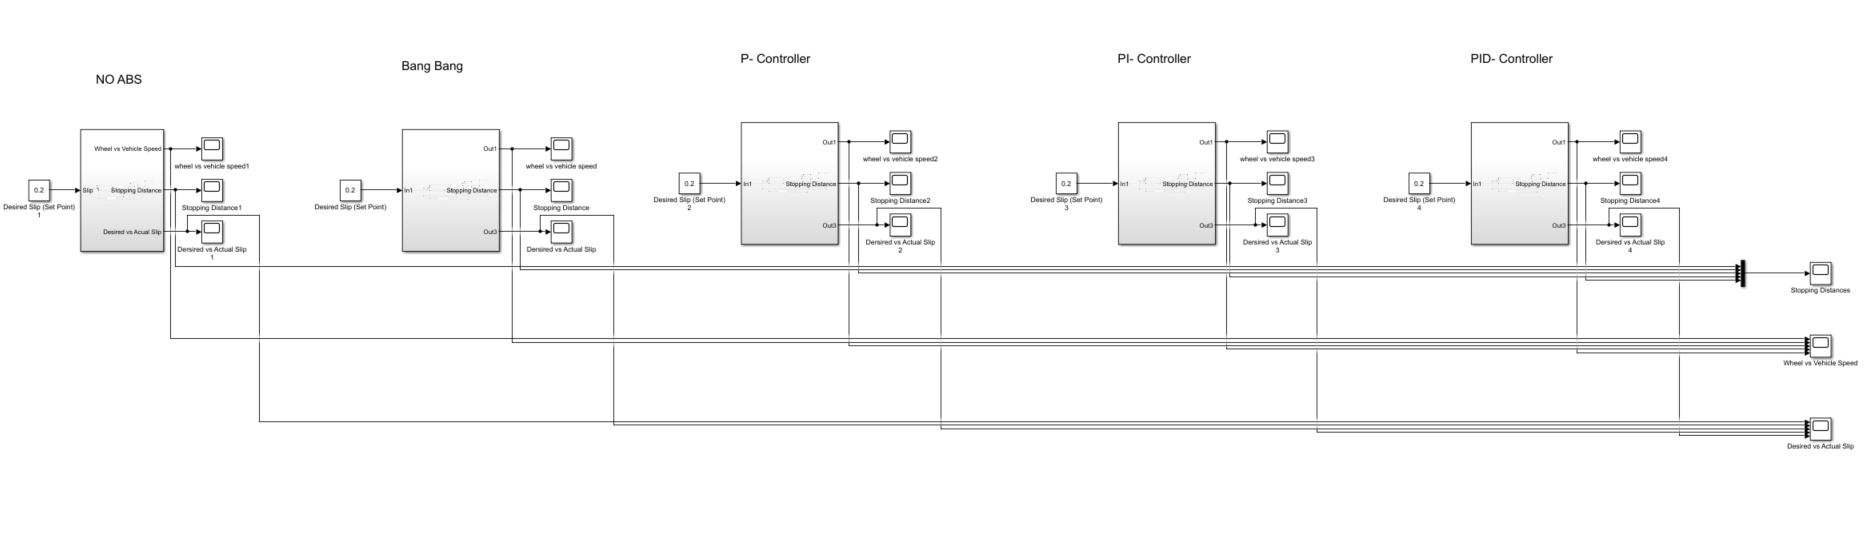 NO ABS
Bang Bang
P- Controller
PI- Controller
PID- Controller
0.2
Desired Slip (Set Point)
1
Slip
Wheel vs Vehicle Speed
Stopping Distance
Desired vs Actual Slip
wheel vs vehicle speed1
Stopping Distance1
Dersired vs Actual Slip
1
0.2
Desired Slip (Set Point)
In1
Out1
Stopping Distance
Out3
wheel vs vehicle speed
Stopping Distance
Dersired vs Actual Slip
0.2
Desired Slip (Set Point)
2
In1
Out1
Stopping Distance
Out3
wheel vs vehicle speed2
Stopping Distance2
Dersired vs Actual Slip
2
0.2
Desired Slip (Set Point)
3
In1
Out1
Stopping Distance
Out3
wheel vs vehicle speed3
Stopping Distance3
Dersired vs Actual Slip
3
0.2
Desired Slip (Set Point)
4
In1
Out1
Stopping Distance
Out3
wheel vs vehicle speed4
Stopping Distance4
Dersired vs Actual Slip
4
Stopping Distances
Wheel vs Vehicle Speed
Desired vs Actual Slip